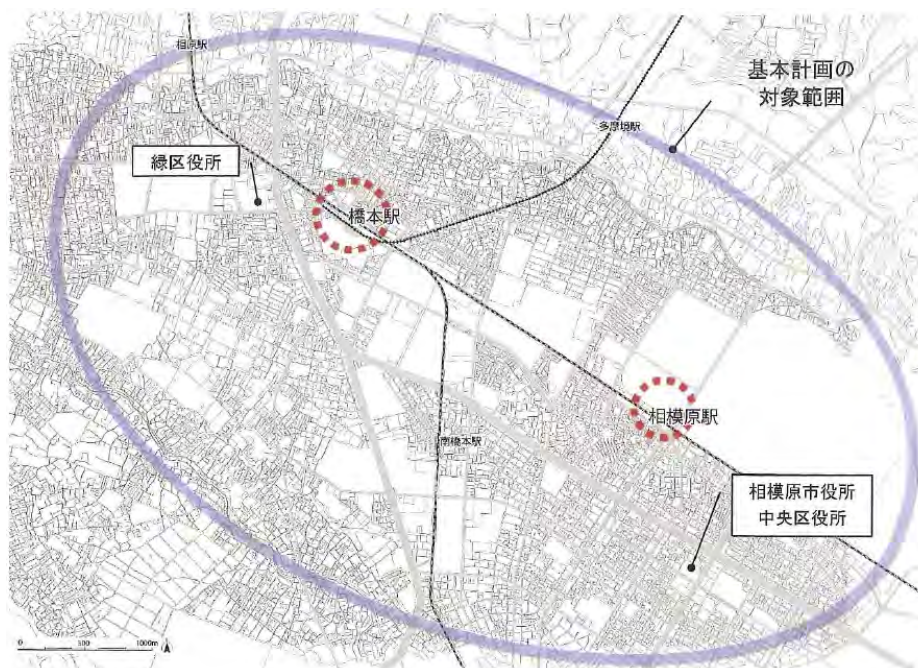 相原駅
基本計画の
対象範囲
多摩境駅
緑区役所
橋本駅
相模原駅
南橋本駅
相模原市役所
中央区役所
0 500 1000m